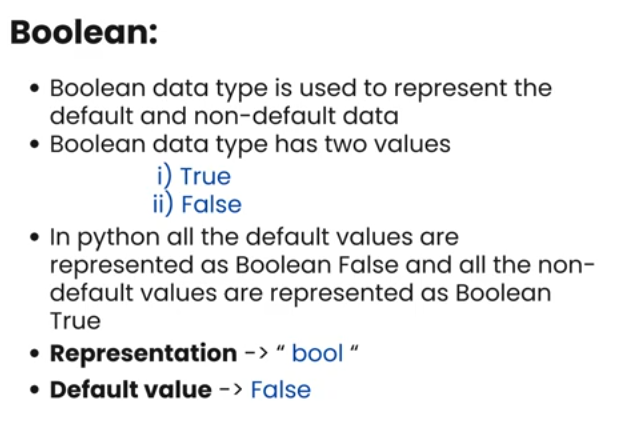 Boolean:
• Boolean data type is used to represent the
default and non-default data
• Boolean data type has two values
i) True
ii) False
• In python all the default values are
represented as Boolean False and all the non-
default values are represented as Boolean
True
• Representation -> “ bool “
• Default value -> False